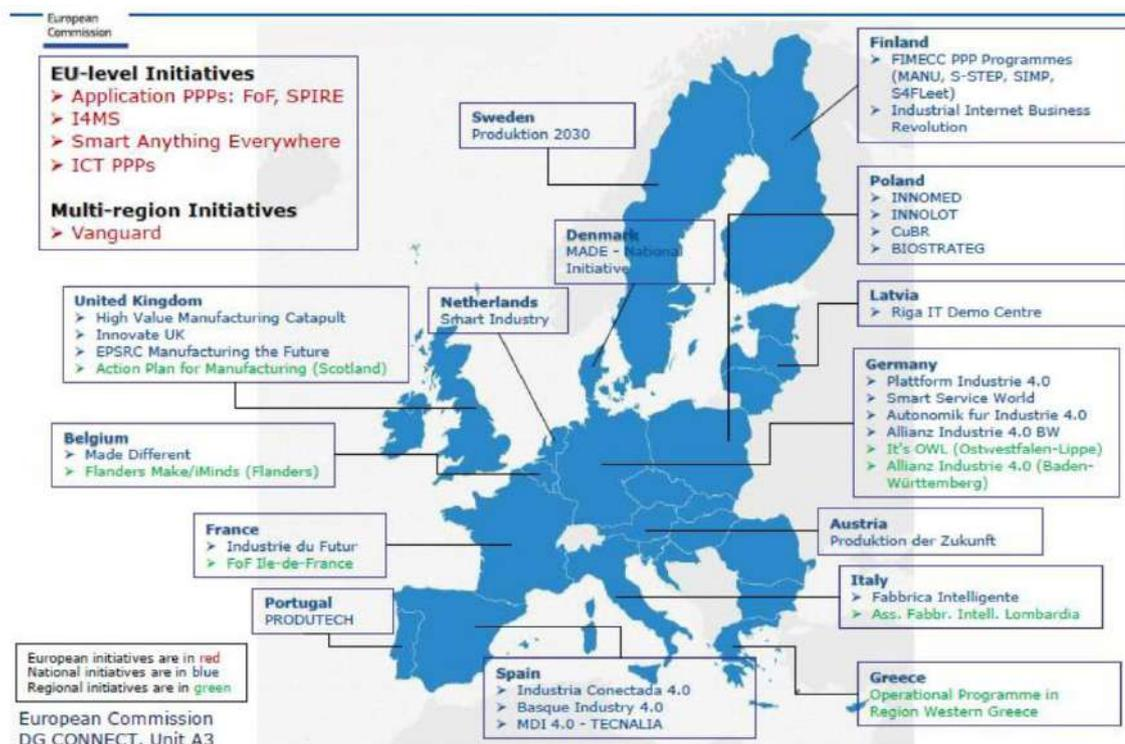 European
Commission
EU-level Initiatives
➢ Application PPPs: FoF, SPIRE
➢ I4MS
➢ Smart Anything Everywhere
➢ ICT PPPs
Multi-region Initiatives
➢ Vanguard
Finland
➢ FIMECC PPP Programmes
(MANU, S-STEP, SIMP,
S4FLeet)
➢ Industrial Internet Business
Revolution
Sweden
Produktion 2030
Poland
➢ INNOMED
➢ INNOLOT
➢ CuBR
➢ BIOSTRATEG
Denmark
MADE - National
Initiative
United Kingdom
➢ High Value Manufacturing Catapult
➢ Innovate UK
➢ EPSRC Manufacturing the Future
➢ Action Plan for Manufacturing (Scotland)
Netherlands
Smart Industry
Latvia
➢ Riga IT Demo Centre
Germany
➢ Plattform Industrie 4.0
➢ Smart Service World
➢ Autonomik fur Industrie 4.0
➢ Allianz Industrie 4.0 BW
➢ It's OWL (Ostwestfalen-Lippe)
➢ Allianz Industrie 4.0 (Baden-
Württemberg)
Belgium
➢ Made Different
➢ Flanders Make/iMinds (Flanders)
France
➢ Industrie du Futur
➢ FoF Ile-de-France
Austria
Produktion der Zukunft
Italy
➢ Fabbrica Intelligente
➢ Ass. Fabbr. Intell. Lombardia
Portugal
PRODUTECH
Spain
➢ Industria Conectada 4.0
➢ Basque Industry 4.0
➢ MDI 4.0 - TECNALIA
Greece
Operational Programme in
Region Western Greece
European initiatives are in red
National initiatives are in blue
Regional initiatives are in green
European Commission
DG CONNECT, Unit A3